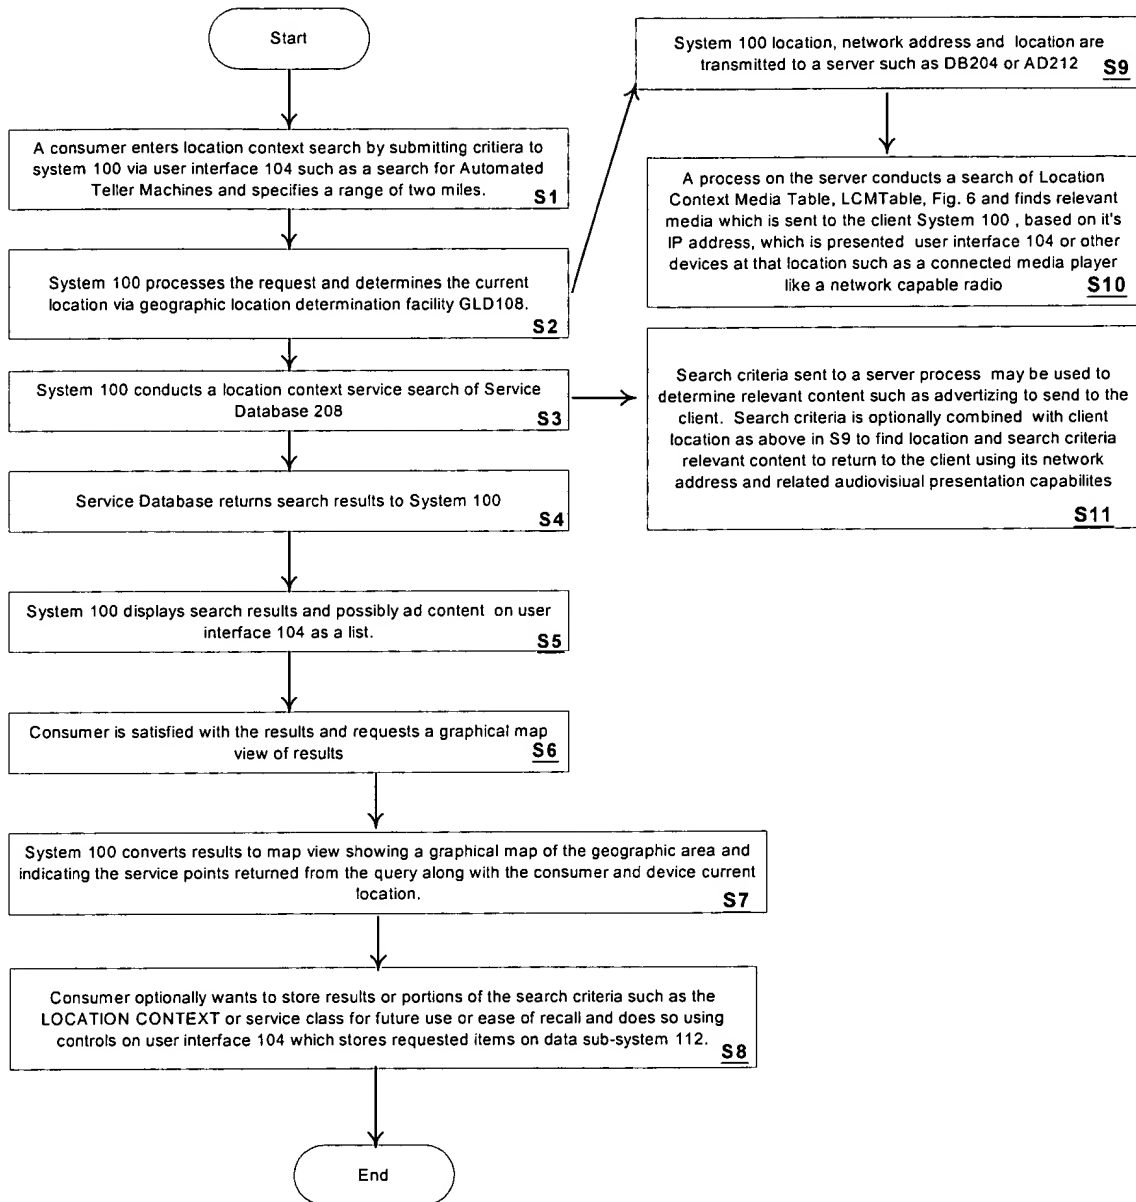 Start
A consumer enters location context search by submitting critiera to
system 100 via user interface 104 such as a search for Automated
Teller Machines and specifies a range of two miles.
S1
System 100 processes the request and determines the current
location via geographic location determination facility GLD108.
S2
System 100 conducts a location context service search of Service
Database 208
S3
Service Database returns search results to System 100
S4
System 100 displays search results and possibly ad content on user
interface 104 as a list.
S5
Consumer is satisfied with the results and requests a graphical map
view of results
S6
System 100 converts results to map view showing a graphical map of the geographic area and
indicating the service points returned from the query along with the consumer and device current
location.
S7
Consumer optionally wants to store results or portions of the search criteria such as the
LOCATION CONTEXT or service class for future use or ease of recall and does so using
controls on user interface 104 which stores requested items on data sub-system 112.
S8
End
System 100 location, network address and location are
transmitted to a server such as DB204 or AD212
S9
A process on the server conducts a search of Location
Context Media Table, LCMTable, Fig. 6 and finds relevant
media which is sent to the client System 100 , based on it's
IP address, which is presented user interface 104 or other
devices at that location such as a connected media player
like a network capable radio
S10
Search criteria sent to a server process may be used to
determine relevant content such as advertizing to send to the
client. Search criteria is optionally combined with client
location as above in S9 to find location and search criteria
relevant content to return to the client using its network
address and related audiovisiual presentation capabilites
S11